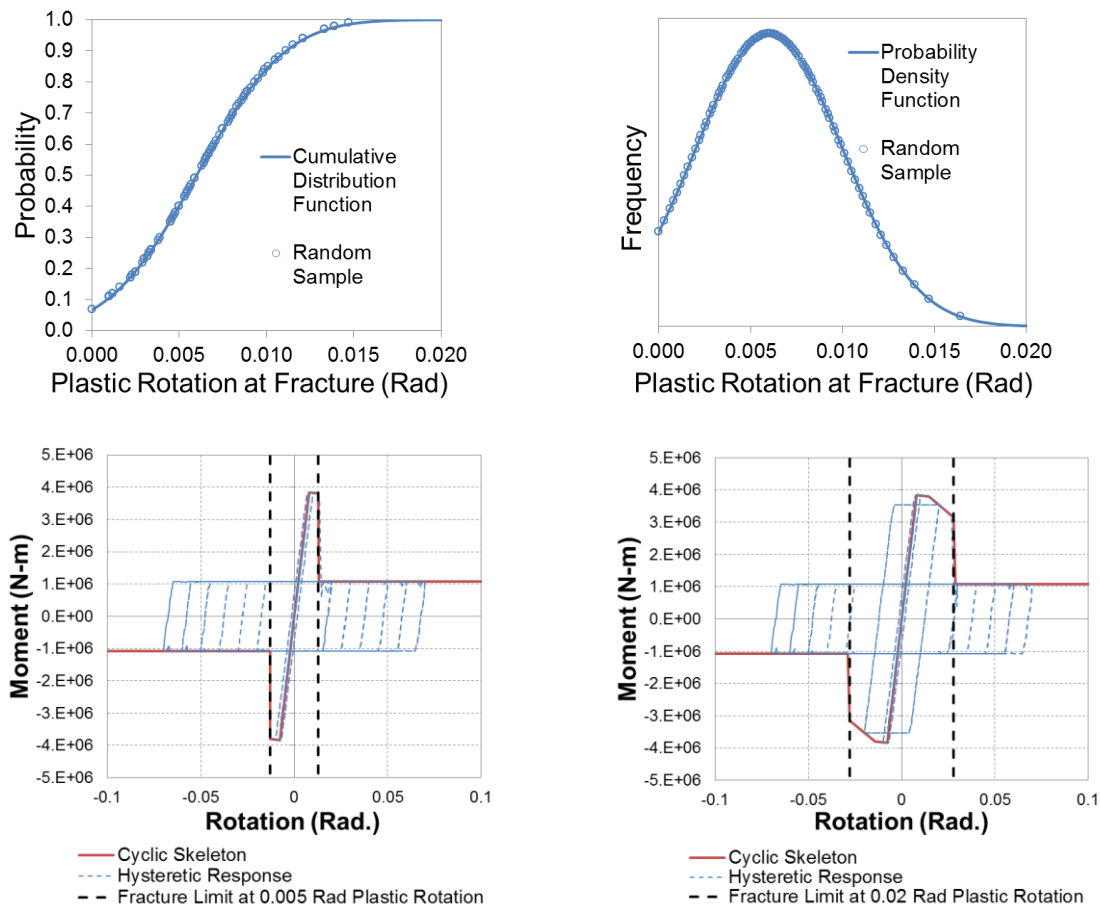 1.0
0.9
0.8
0.7
0.6
0.5
0.4
0.3
0.2
0.1
0.0
Probability
Cumulative
Distribution
Function
Random
Sample
0.000 0.005 0.010 0.015 0.020
Plastic Rotation at Fracture (Rad)
Frequency
Probability
Density
Function
Random
Sample
0.000 0.005 0.010 0.015 0.020
Plastic Rotation at Fracture (Rad)
5.E+06
4.E+06
3.E+06
2.E+06
1.E+06
0.E+00
-1.E+06
-2.E+06
-3.E+06
-4.E+06
-5.E+06
Moment (N-m)
-0.1 -0.05 0 0.05 0.1
Rotation (Rad.)
Cyclic Skeleton
Hysteretic Response
Fracture Limit at 0.005 Rad Plastic Rotation
5.E+06
4.E+06
3.E+06
2.E+06
1.E+06
0.E+00
-1.E+06
-2.E+06
-3.E+06
-4.E+06
-5.E+06
Moment (N-m)
-0.1 -0.05 0 0.05 0.1
Rotation (Rad.)
Cyclic Skeleton
Hysteretic Response
Fracture Limit at 0.02 Rad Plastic Rotation